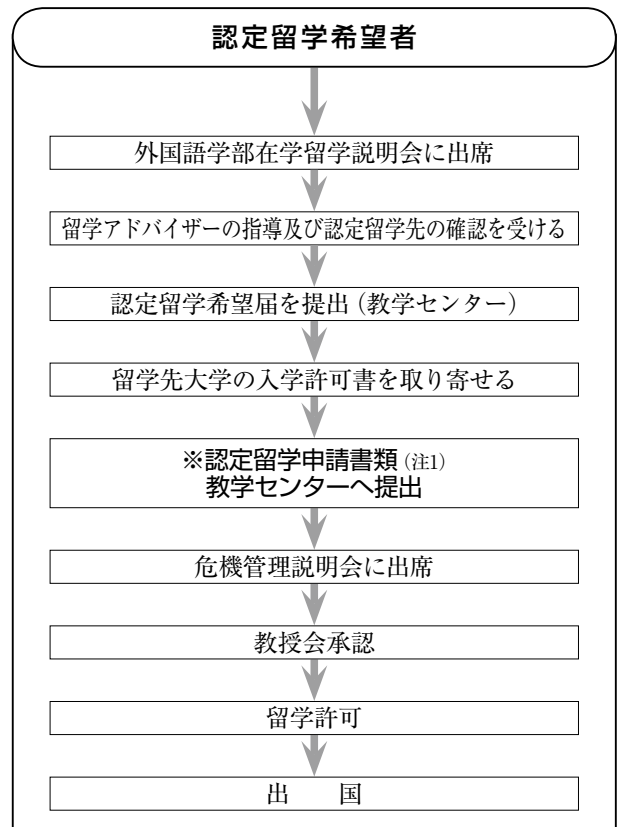 認定留学希望者
外国語学部在学留学説明会に出席
留学アドバイザーの指導及び認定留学先の確認を受ける
認定留学希望届を提出（教学センター）
留学先大学の入学許可書を取り寄せる
※認定留学申請書類（注1）
教学センターへ提出
危機管理説明会に出席
教授会承認
留学許可
出　　国